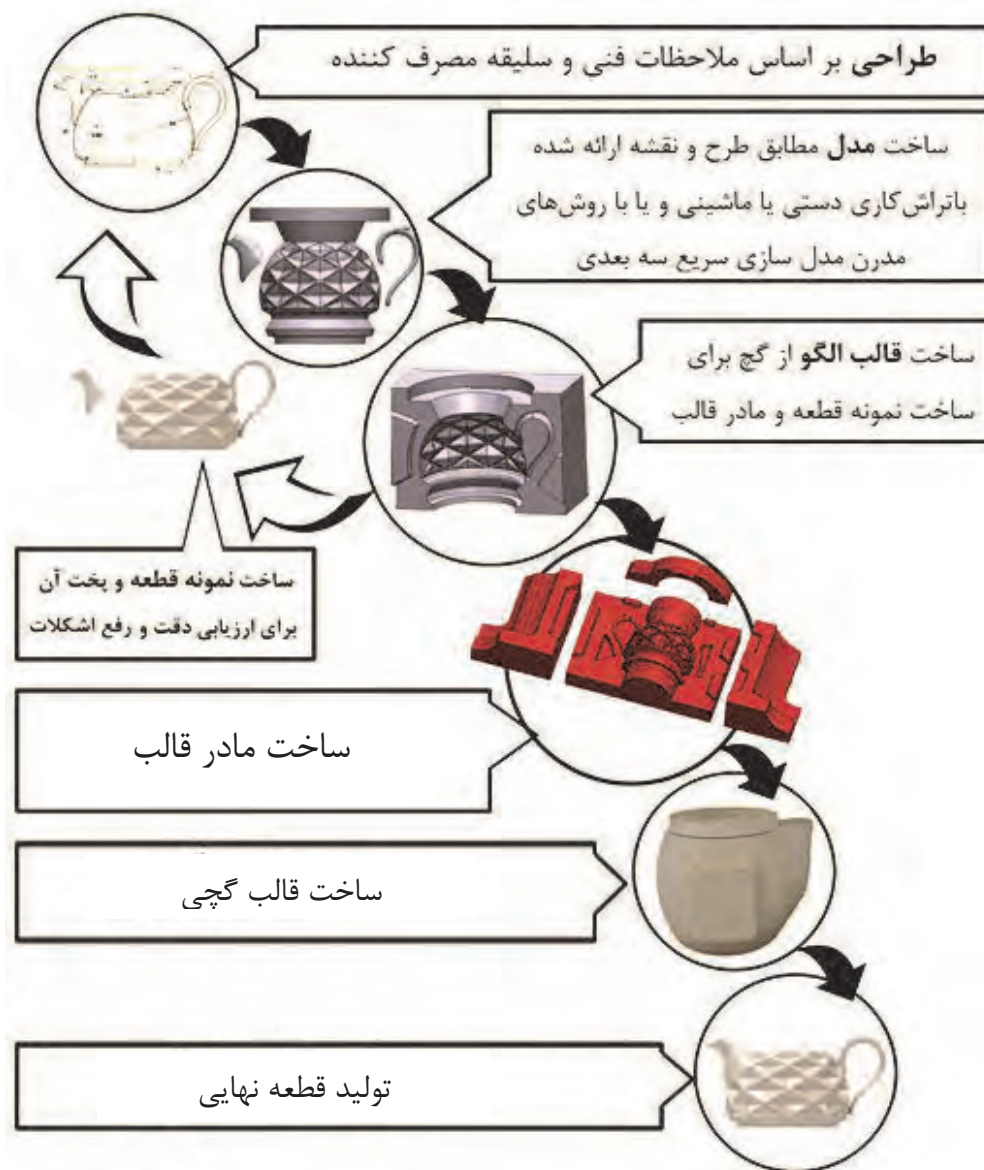 طراحی بر اساس ملاحظات فنی و سلیقه مصرف کننده
ساخت مدل مطابق طرح و نقشه ارائه شده
باتراش‌کاری دستی یا ماشینی و یا با روش‌های
مدرن مدل سازی سریع سه بعدی
ساخت قالب الگو از گچ برای
ساخت نمونه قطعه و مادر قالب
ساخت نمونه قطعه و پخت آن
برای ارزیابی دقت و رفع اشکلات
ساخت مادر قالب
ساخت قالب گچی
تولید قطعه نهایی